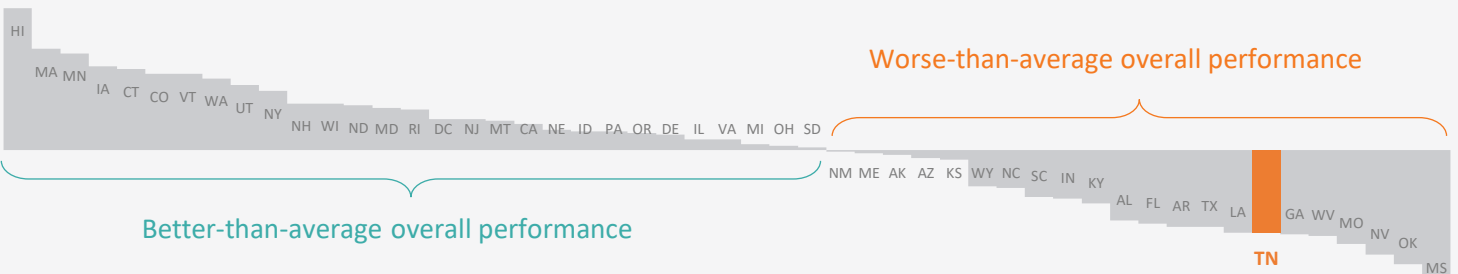 HI
MA MN IA CT CO VT WA UT NY NH WI ND MD RI DC NJ MT CA NE ID PA OR DE IL VA MI OH SD
Worse-than-average overall performance
NM ME AK AZ KS WY NC SC IN KY AL FL AR TX LA TN GA WV MO NV OK MS
Better-than-average overall performance